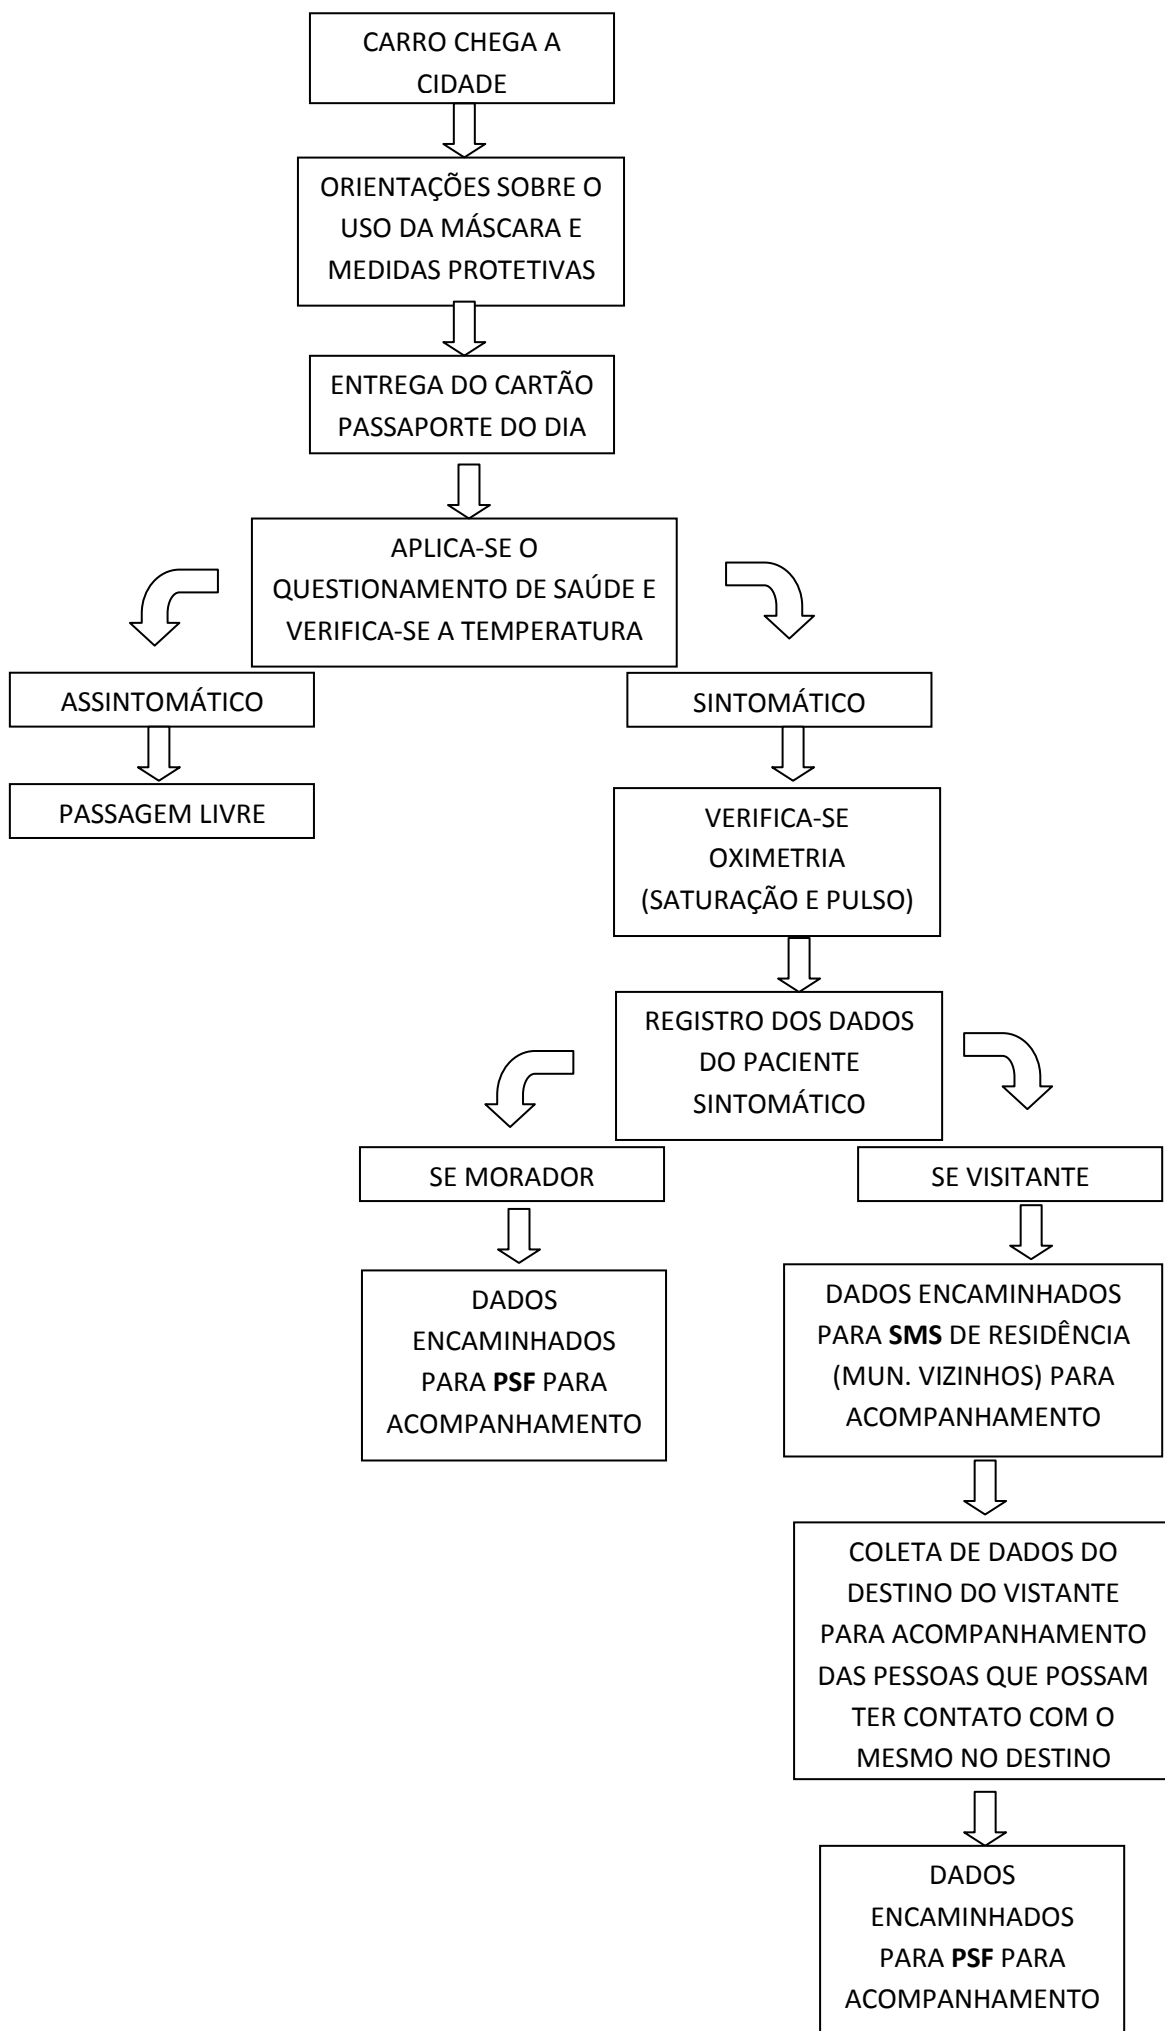 CARRO CHEGA A
CIDADE
ORIENTAÇÕES SOBRE O
USO DA MÁSCARA E
MEDIDAS PROTETIVAS
ENTREGA DO CARTÃO
PASSAPORTE DO DIA
APLICA-SE O
QUESTIONAMENTO DE SAÚDE E
VERIFICA-SE A TEMPERATURA
ASSINTOMÁTICO
PASSAGEM LIVRE
SINTOMÁTICO
VERIFICA-SE
OXIMETRIA
(SATURAÇÃO E PULSO)
REGISTRO DOS DADOS
DO PACIENTE
SINTOMÁTICO
SE MORADOR
DADOS
ENCAMINHADOS
PARA PSF PARA
ACOMPANHAMENTO
SE VISITANTE
DADOS ENCAMINHADOS
PARA SMS DE RESIDÊNCIA
(MUN. VIZINHOS) PARA
ACOMPANHAMENTO
COLETA DE DADOS DO
DESTINO DO VISTANTE
PARA ACOMPANHAMENTO
DAS PESSOAS QUE POSSAM
TER CONTATO COM O
MESMO NO DESTINO
DADOS
ENCAMINHADOS
PARA PSF PARA
ACOMPANHAMENTO